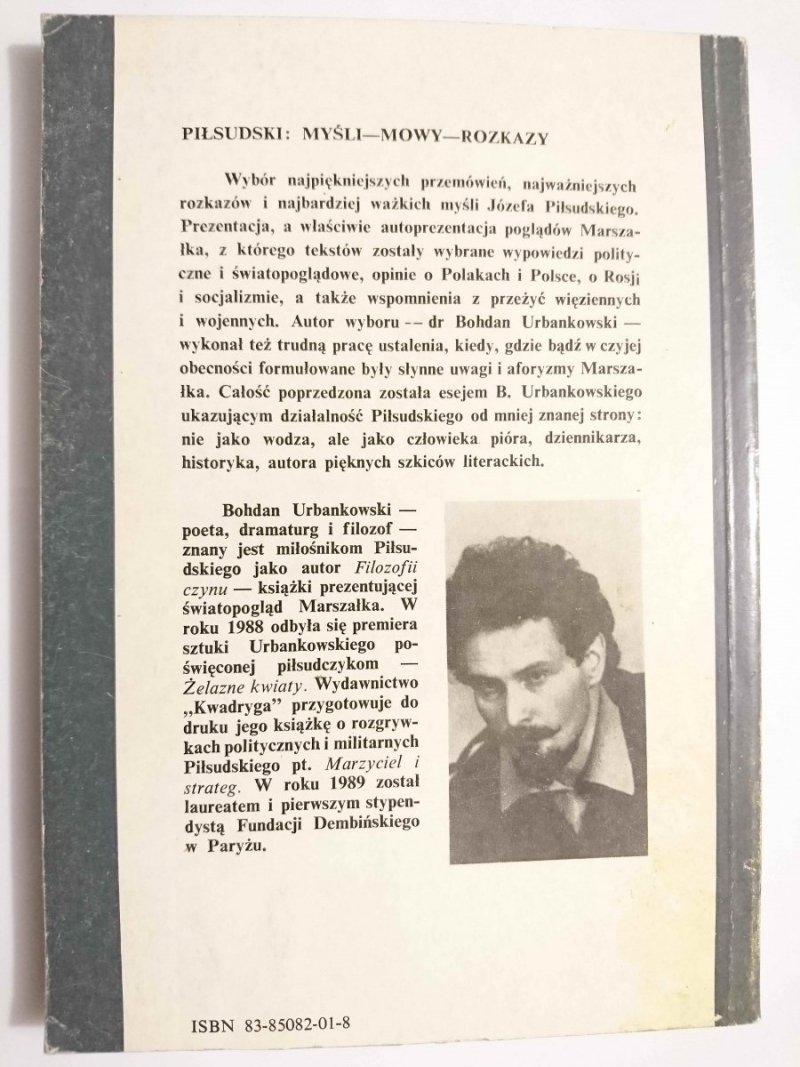 PIŁSUDSKI: MYŚLI—MOWY—ROZKAZY
Wybór najpiękniejszych przemówień, najważniejszych
rozkazów i najbardziej ważkich myśli Józefa Piłsudskiego.
Prezentacja, a właściwie autoprezentacja poglądów Marsza-
łka, z którego tekstów zostały wybrane wypowiedzi polity-
czne i światopoglądowe, opinie o Polakach i Polsce, o Rosji
i socjalizmie, a także wspomnienia z przeżyć więziennych
i wojennych. Autor wyboru -- dr Bohdan Urbankowski —
wykonał też trudną pracę ustalenia, kiedy, gdzie bądź w czyjej
obecności formułowane były słynne uwagi i aforyzmy Marsza-
łka. Całość poprzedzona została esejem B. Urbankowskiego
ukazującym działalność Piłsudskiego od mniej znanej strony:
nie jako wodza, ale jako człowieka pióra, dziennikarza,
historyka, autora pięknych szkiców literackich.
Bohdan Urbankowski —
poeta, dramaturg i filozof —
znany jest miłośnikom Piłsu-
dskiego jako autor Filozofii
czynu — książki prezentującej
światopogląd Marszałka. W
roku 1988 odbyła się premiera
sztuki Urbankowskiego po-
święconej piłsudczykom —
Żelazne kwiaty. Wydawnictwo
„Kwadryga” przygotowuje do
druku jego książkę o rozgryw-
kach politycznych i militarnych
Piłsudskiego pt. Marzyciel i
strateg. W roku 1989 został
laureatem i pierwszym stypen-
dystą Fundacji Dembińskiego
w Paryżu.
ISBN 83-85082-01-8